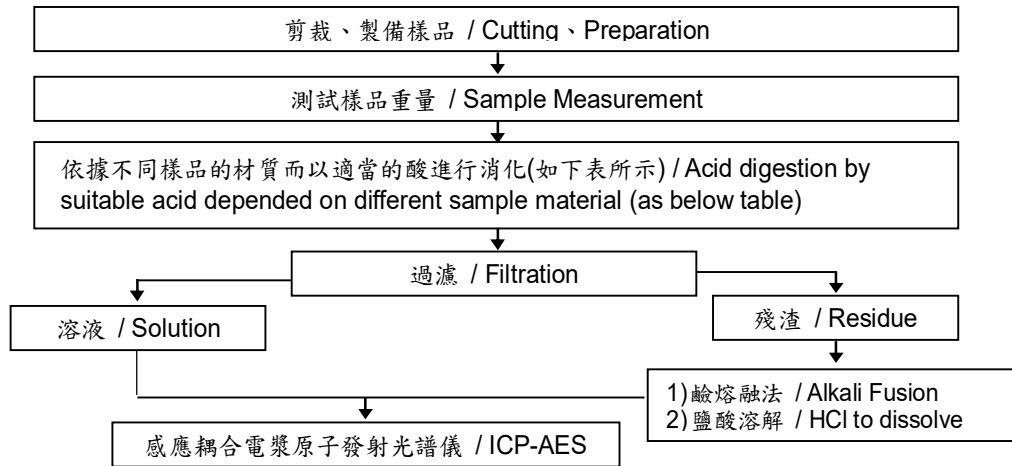 剪裁、製備樣品 / Cutting、Preparation
測試樣品重量 / Sample Measurement
依據不同樣品的材質而以適當的酸進行消化(如下表所示) / Acid digestion by
suitable acid depended on different sample material (as below table)
過濾 / Filtration
溶液 / Solution
殘渣 / Residue
1)鹼熔融法 / Alkali Fusion
2)鹽酸溶解 / HCl to dissolve
感應耦合電漿原子發射光譜儀 / ICP-AES